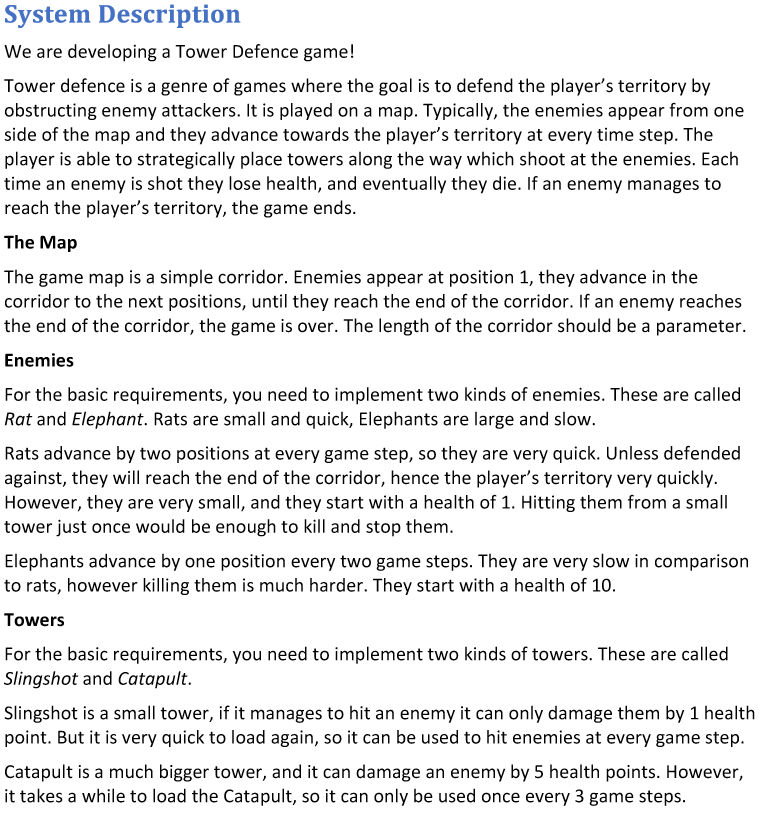 System Description
We are developing a Tower Defence game!
Tower defence is a genre of games where the goal is to defend the player's territory by
obstructing enemy attackers. It is played on a map. Typically, the enemies appear from one
side of the map and they advance towards the player's territory at every time step. The
player is able to strategically place towers along the way which shoot at the enemies. Each
time an enemy is shot they lose health, and eventually they die. If an enemy manages to
reach the player's territory, the game ends.
The Map
The game map is a simple corridor. Enemies appear at position 1, they advance in the
corridor to the next positions, until they reach the end of the corridor. If an enemy reaches
the end of the corridor, the game is over. The length of the corridor should be a parameter.
Enemies
For the basic requirements, you need to implement two kinds of enemies. These are called
Rat and Elephant. Rats are small and quick, Elephants are large and slow.
Rats advance by two positions at every game step, so they are very quick. Unless defended
against, they will reach the end of the corridor, hence the player's territory very quickly.
However, they are very small, and they start with a health of 1. Hitting them from a small
tower just once would be enough to kill and stop them.
Elephants advance by one position every two game steps. They are very slow in comparison
to rats, however killing them is much harder. They start with a health of 10.
Towers
For the basic requirements, you need to implement two kinds of towers. These are called
Slingshot and Catapult.
Slingshot is a small tower, if it manages to hit an enemy it can only damage them by 1 health
point. But it is very quick to load again, so it can be used to hit enemies at every game step.
Catapult is a much bigger tower, and it can damage an enemy by 5 health points. However,
it takes a while to load the Catapult, so it can only be used once every 3 game steps.